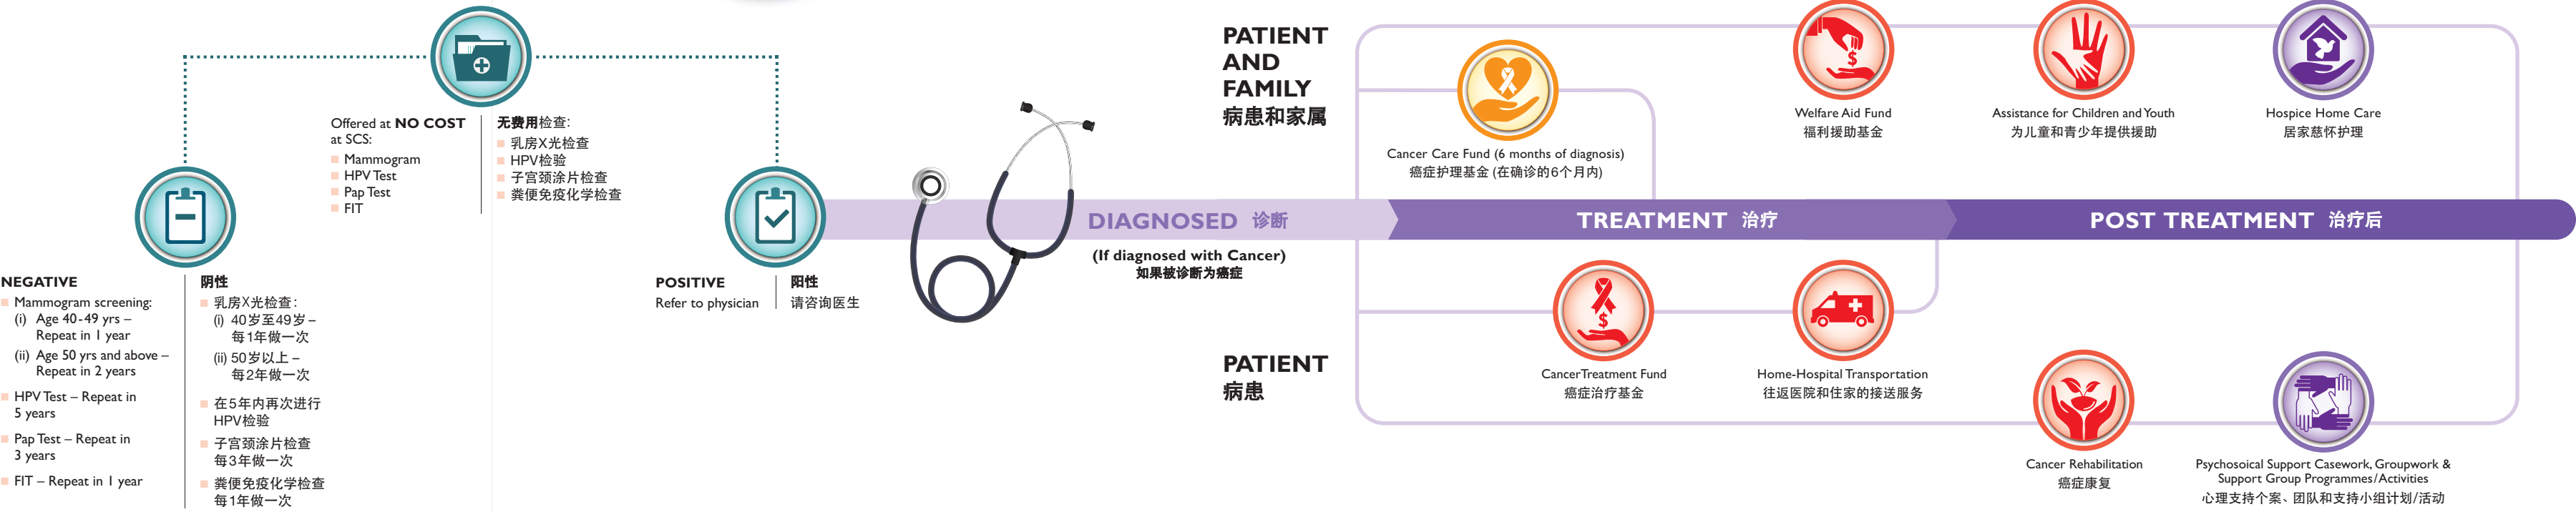 Offered at NO COST
at SCS:
Mammogram
HPV Test
Pap Test
FIT
无费用检查：
乳房X光检查
HPV检验
子宫颈涂片检查
粪便免疫化学检查
NEGATIVE
Mammogram screening:
(i) Age 40-49 yrs –
Repeat in 1 year
(ii) Age 50 yrs and above –
Repeat in 2 years
HPV Test – Repeat in
5 years
Pap Test – Repeat in
3 years
FIT – Repeat in 1 year
阴性
乳房X光检查：
(i) 40岁至49岁 –
每1年做一次
(ii) 50岁以上 –
每2年做一次
在5年内再次进行
HPV检验
子宫颈涂片检查
每3年做一次
粪便免疫化学检查
每1年做一次
POSITIVE
Refer to physician
阳性
请咨询医生
DIAGNOSED 诊断
(If diagnosed with Cancer)
如果被诊断为癌症
TREATMENT 治疗
POST TREATMENT 治疗后
PATIENT
AND
FAMILY
病患和家属
Cancer Care Fund (6 months of diagnosis)
癌症护理基金 (在确诊的6个月内)
$
Welfare Aid Fund
福利援助基金
Assistance for Children and Youth
为儿童和青少年提供援助
Hospice Home Care
居家慈怀护理
PATIENT
病患
$
Cancer Treatment Fund
癌症治疗基金
Home-Hospital Transportation
往返医院和住家的接送服务
Cancer Rehabilitation
癌症康复
Psychosoical Support Casework, Groupwork &
Support Group Programmes/Activities
心理支持个案、团队和支持小组计划/活动